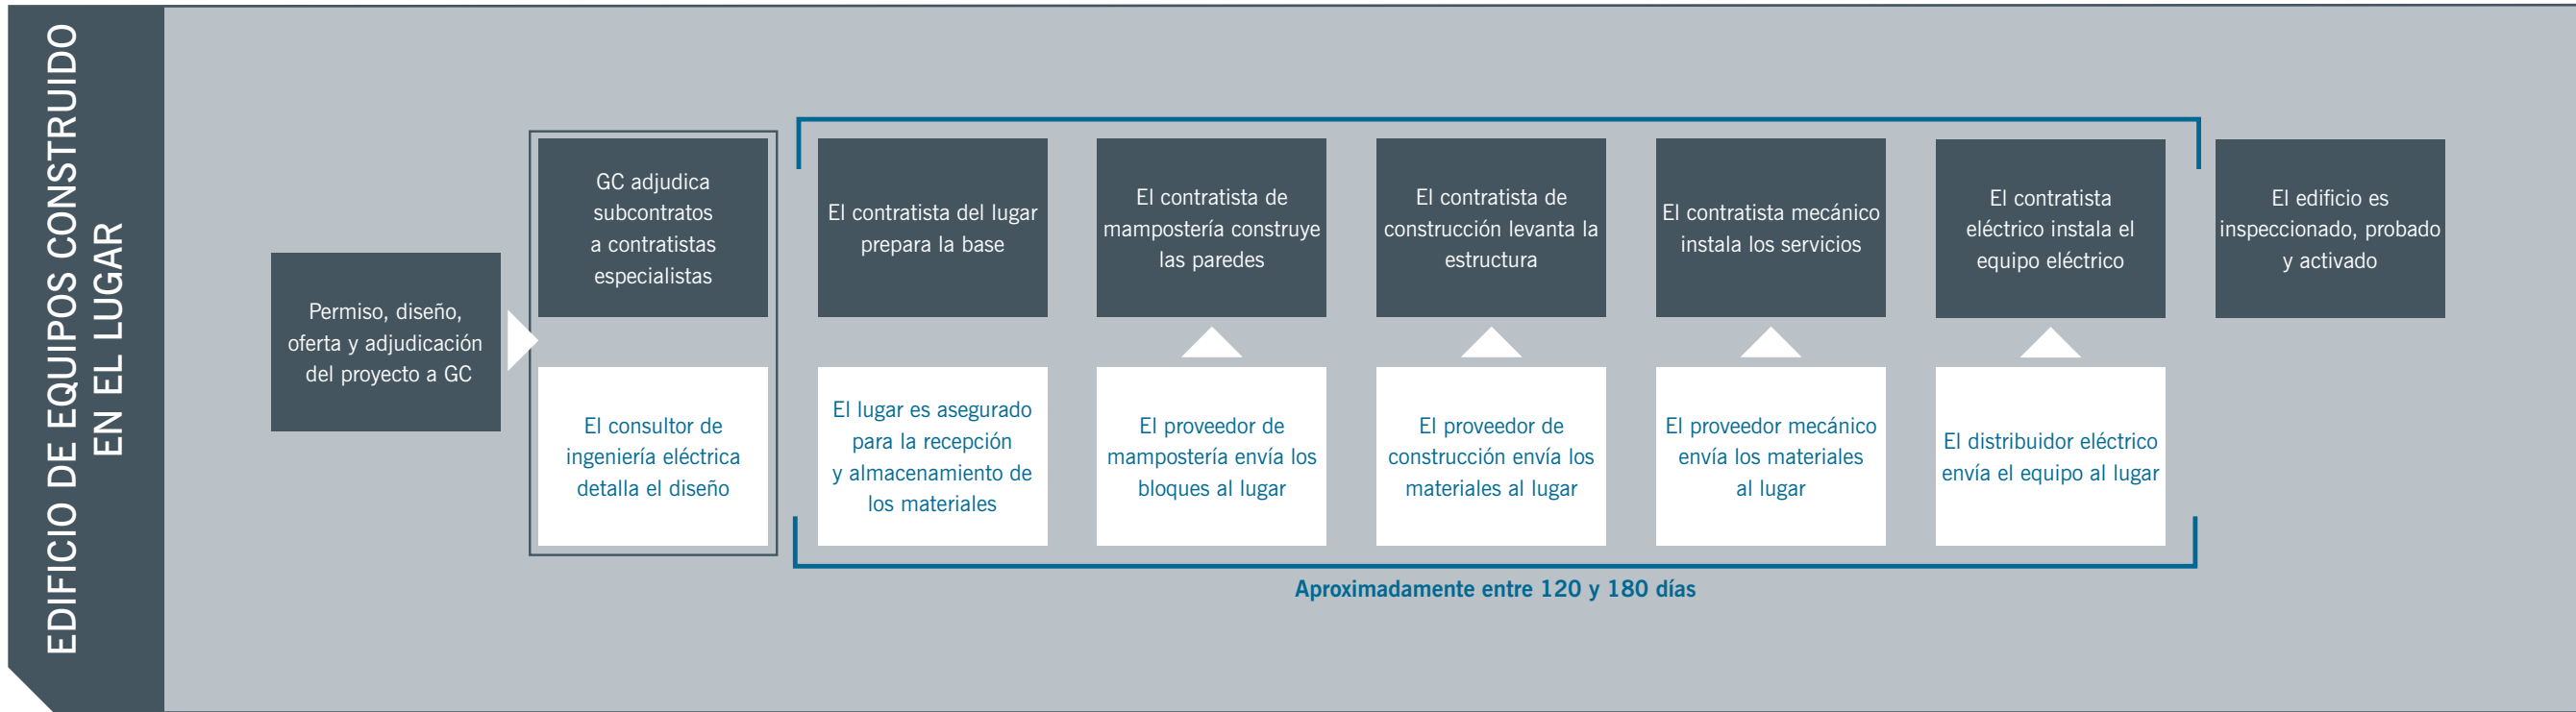 EDIFICIO DE EQUIPOS CONSTRUIDO
EN EL LUGAR
Permiso, diseño,
oferta y adjudicación
del proyecto a GC
GC adjudica
subcontratos
a contratistas
especialistas
El consultor de
ingeniería eléctrica
detalla el diseño
El contratista del lugar
prepara la base
El lugar es asegurado
para la recepción
y almacenamiento de
los materiales
El contratista de
mampostería construye
las paredes
El proveedor de
mampostería envía los
bloques al lugar
El contratista de
construcción levanta la
estructura
El proveedor de
construcción envía los
materiales al lugar
El contratista mecánico
instala los servicios
El proveedor mecánico
envía los materiales
al lugar
El contratista
eléctrico instala el
equipo eléctrico
El distribuidor eléctrico
envía el equipo al lugar
El edificio es
inspeccionado, probado
y activado
Aproximadamente entre 120 y 180 días